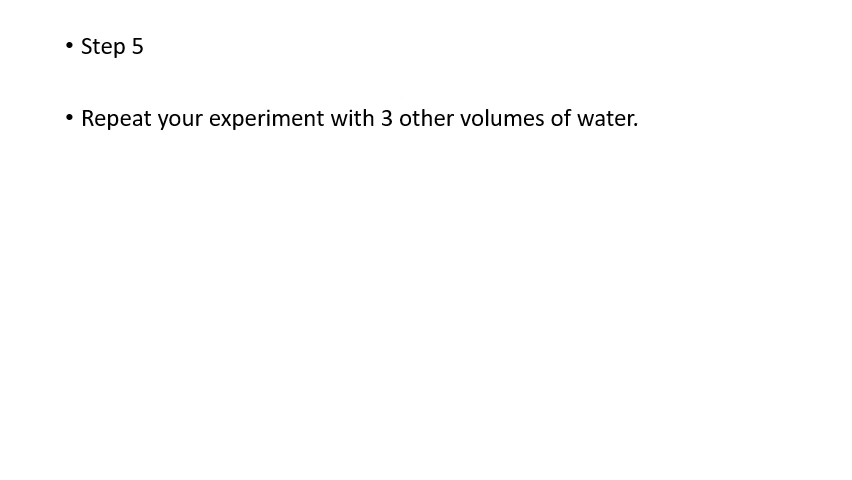 • Step 5
• Repeat your experiment with 3 other volumes of water.